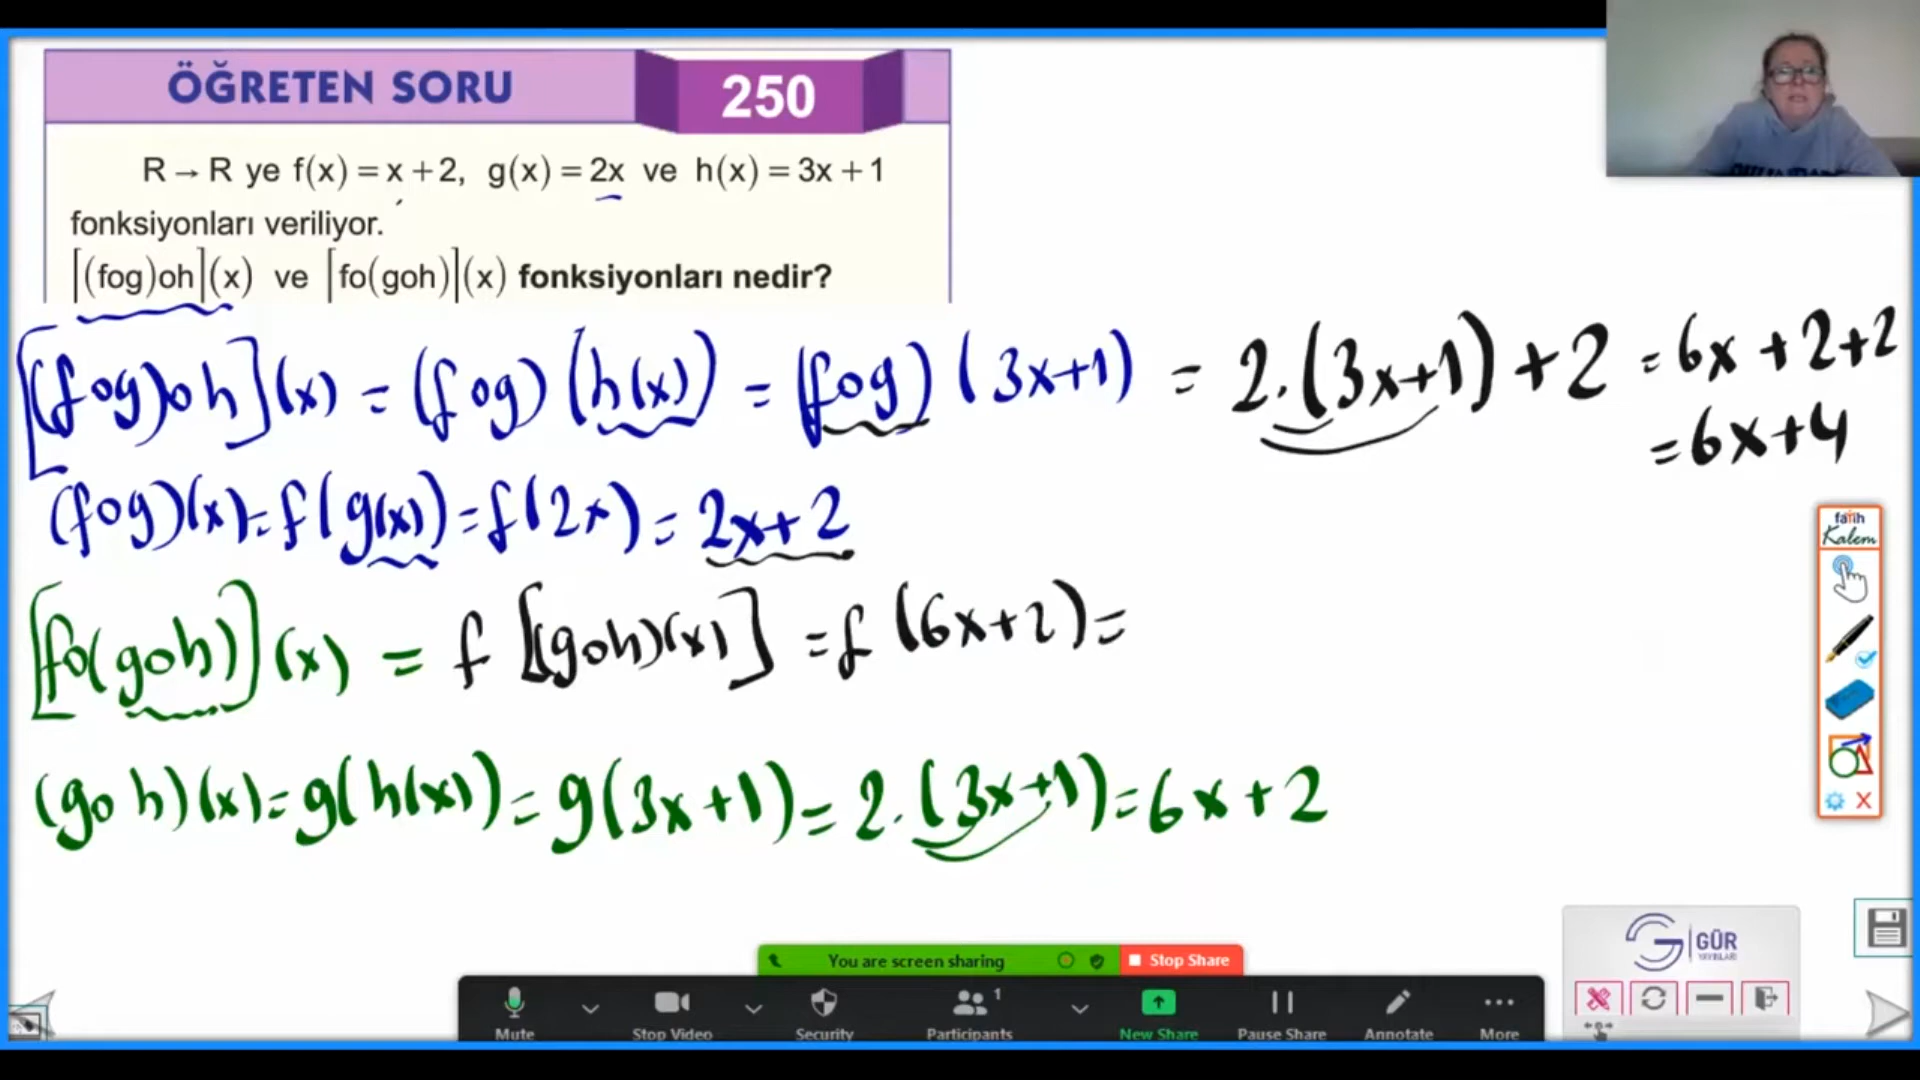 ÖĞRETEN SORU 250
R → R ye f(x) = x + 2, g(x) = 2x ve h(x) = 3x + 1
fonksiyonları veriliyor.
[(fog)oh](x) ve [fo(goh)](x) fonksiyonları nedir?
[(fog)oh](x) = (fog)(h(x)) = (fog)(3x+1) = 2.(3x+1)+2 = 6x+2+2
= 6x+4
(fog)(x) = f(g(x)) = f(2x) = 2x+2
[fo(goh)](x) = f[(goh)(x)] = f(6x+2) =
(goh)(x) = g(h(x)) = g(3x+1) = 2.(3x+1) = 6x+2
fatih
Kalem
GÜR
YAYINLARI
You are screen sharing Stop Share
Mute Stop Video Security Participants 1 New Share Pause Share Annotate More